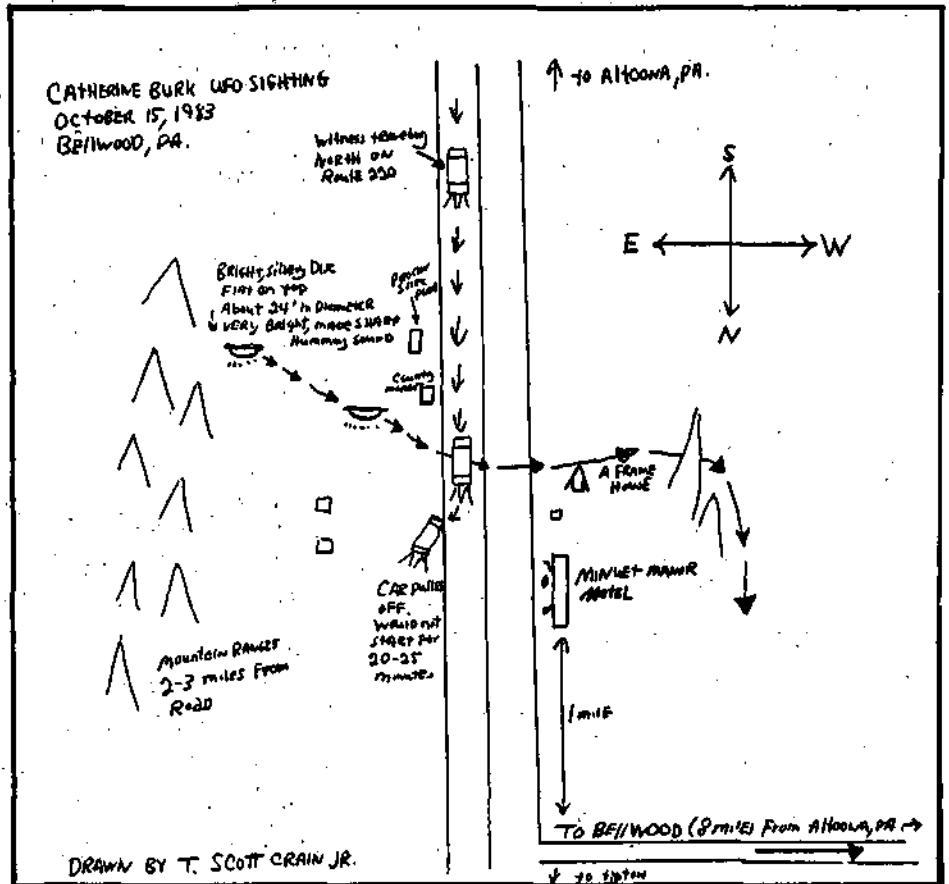 CATHERINE BURK UFO SIGHTING
OCTOBER 15, 1983
BELLWOOD, PA.
↑ to AltOONA, PA.
Witness traveling
NORTH ON
Route 220
S
E
W
N
BRIGHT, silvery Disc
FLAT on top
About 24' in Diameter
VERY Bright, made SHARP
Humming Sound
County
A FRAME
HOUSE
CAR pulled
OFF.
Would not
START for
20-25
minutes
MINUET MANOR
MOTEL
Mountain RANGES
2-3 miles From
ROAD
1 mile
TO BELLWOOD (8 miles From Altoona, PA →
↓ to tipton
DRAWN BY T. SCOTT CRAIN JR.